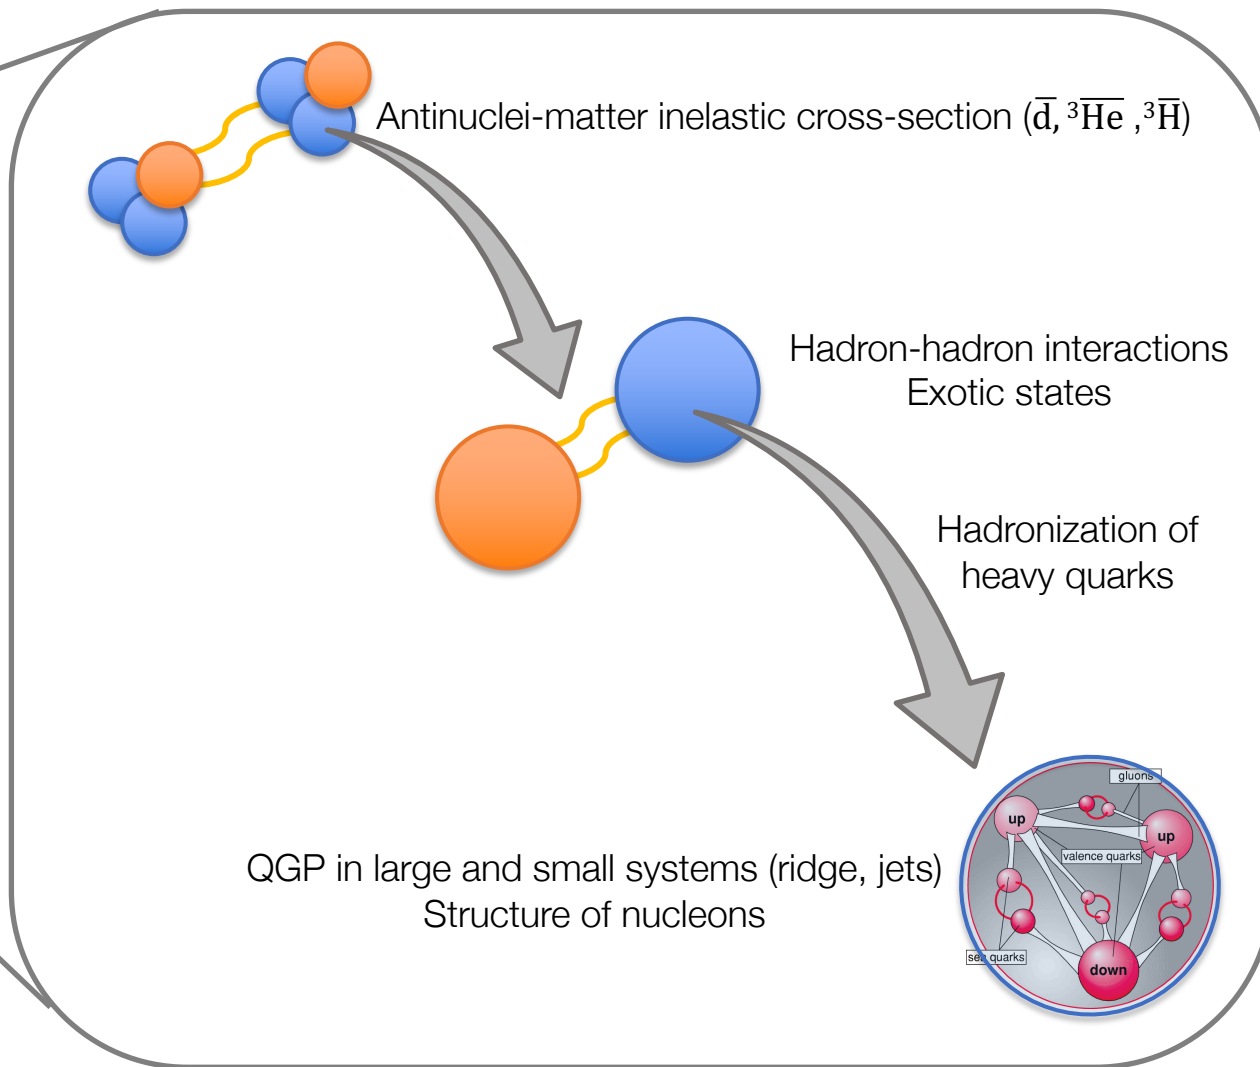 Antinuclei-matter inelastic cross-section (d̅, ³H̅e̅ ,³H̅)
Hadron-hadron interactions
Exotic states
Hadronization of
heavy quarks
QGP in large and small systems (ridge, jets)
Structure of nucleons
gluons
up
up
valence quarks
sea quarks
down